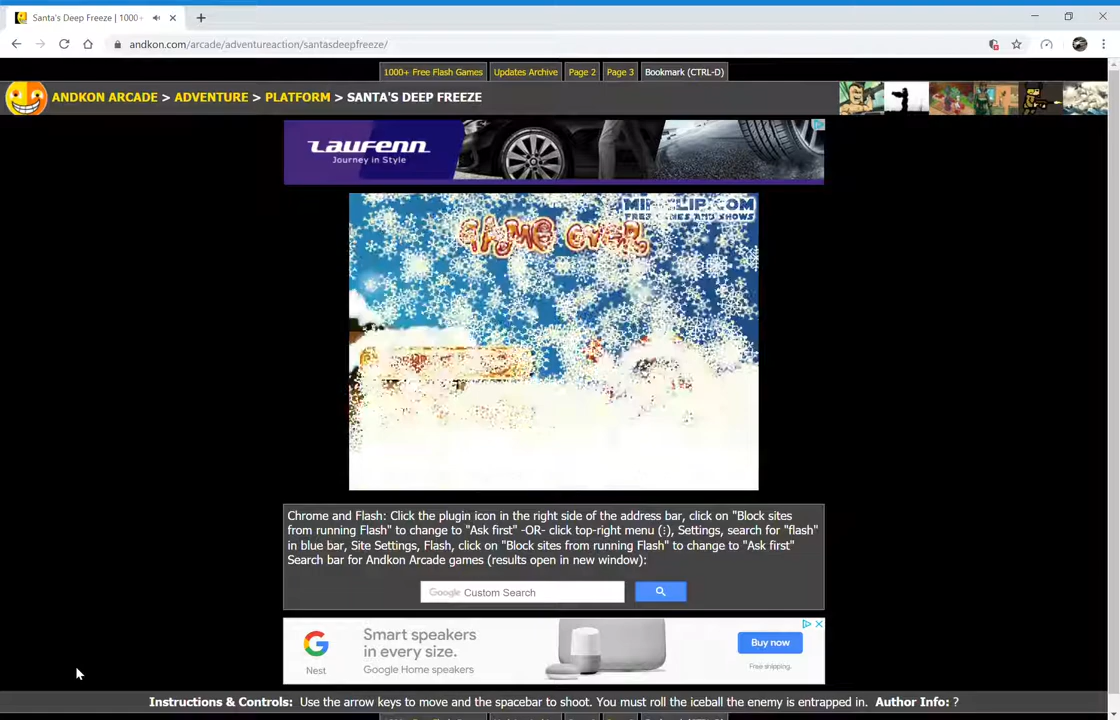 Santa's Deep Freeze | 1000+
andkon.com/arcade/adventureaction/santasdeepfreeze/
1000+ Free Flash Games
Updates Archive
Page 2
Page 3
Bookmark (CTRL-D)
ANDKON ARCADE > ADVENTURE > PLATFORM > SANTA'S DEEP FREEZE
LAUFENN
Journey in Style
MINICLIP.COM
FREE GAMES AND SHOWS
GAME OVER
Chrome and Flash: Click the plugin icon in the right side of the address bar, click on "Block sites
from running Flash" to change to "Ask first" -OR- click top-right menu (⋮), Settings, search for "flash"
in blue bar, Site Settings, Flash, click on "Block sites from running Flash" to change to "Ask first"
Search bar for Andkon Arcade games (results open in new window):
Google Custom Search
Smart speakers
in every size.
Google Home speakers
Nest
Buy now
Free shipping.
Instructions & Controls: Use the arrow keys to move and the spacebar to shoot. You must roll the iceball the enemy is entrapped in. Author Info: ?